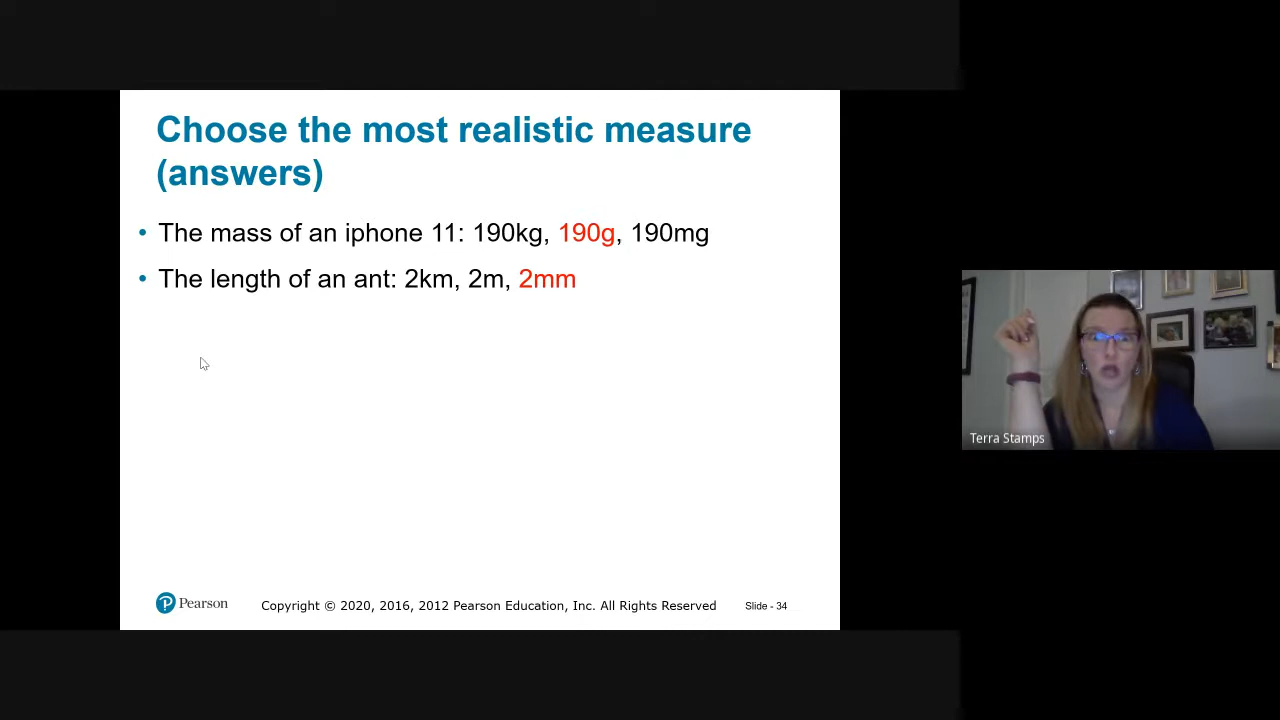 Choose the most realistic measure
(answers)
• The mass of an iphone 11: 190kg, 190g, 190mg
• The length of an ant: 2km, 2m, 2mm
Terra Stamps
Pearson
Copyright © 2020, 2016, 2012 Pearson Education, Inc. All Rights Reserved
Slide - 34